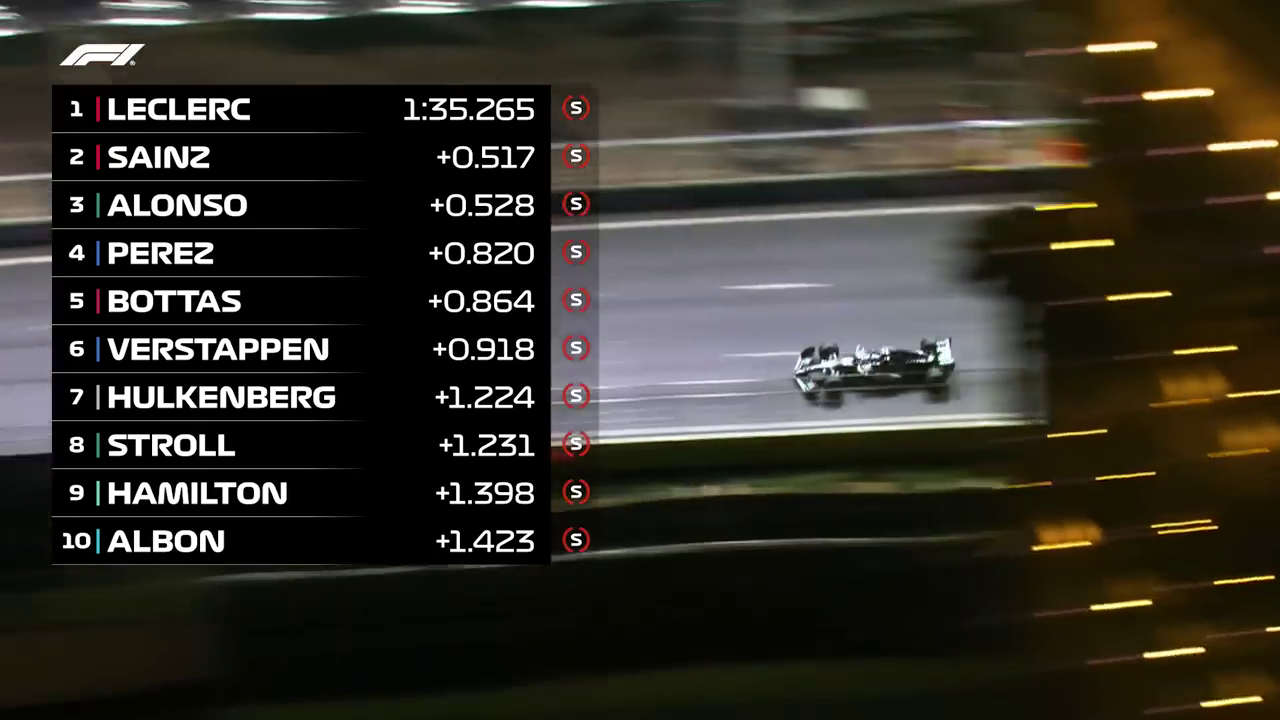 F1
1 LECLERC 1:35.265 S
2 SAINZ +0.517 S
3 ALONSO +0.528 S
4 PEREZ +0.820 S
5 BOTTAS +0.864 S
6 VERSTAPPEN +0.918 S
7 HULKENBERG +1.224 S
8 STROLL +1.231 S
9 HAMILTON +1.398 S
10 ALBON +1.423 S